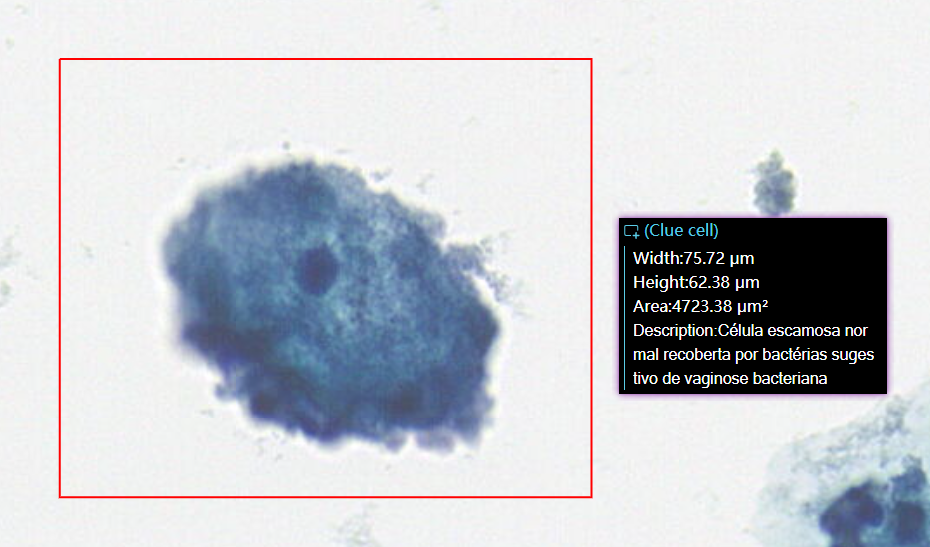 (Clue cell)
Width:75.72 μm
Height:62.38 μm
Area:4723.38 μm²
Description:Célula escamosa nor
mal recoberta por bactérias suges
tivo de vaginose bacteriana